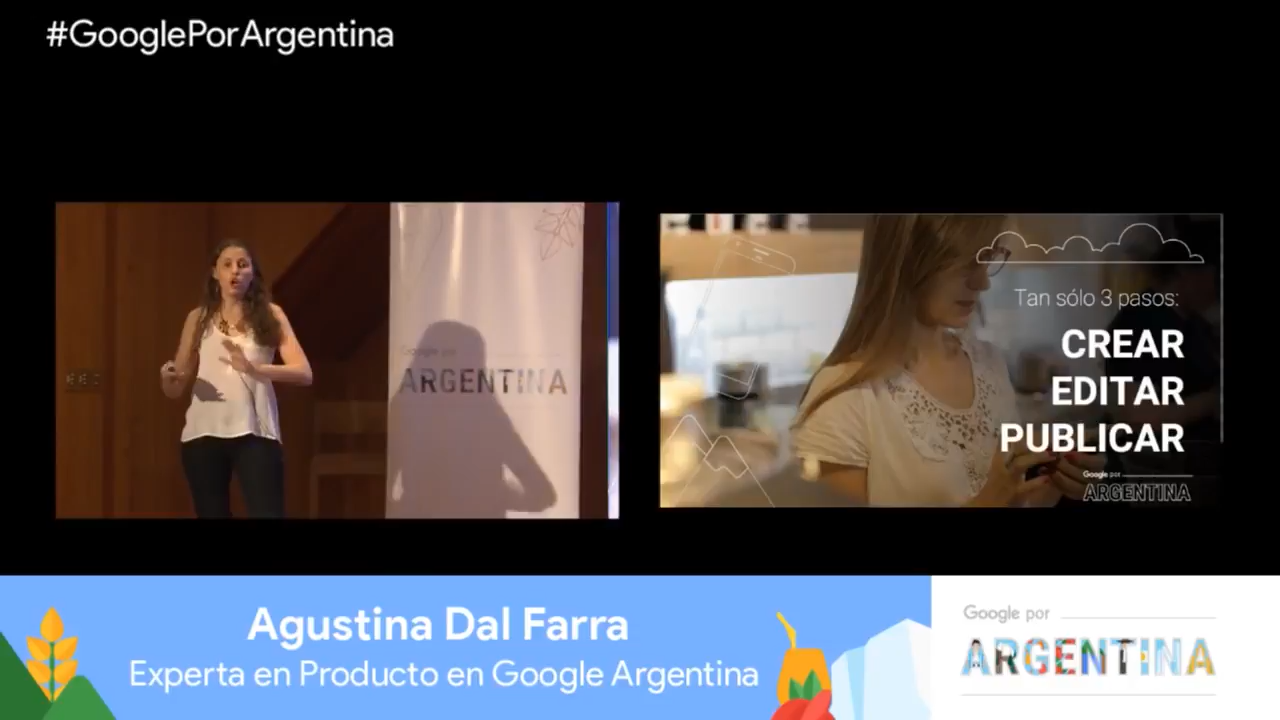 #GooglePorArgentina
Google por
ARGENTINA
Tan sólo 3 pasos:
CREAR
EDITAR
PUBLICAR
Google por
ARGENTINA
Agustina Dal Farra
Experta en Producto en Google Argentina
Google por
ARGENTINA